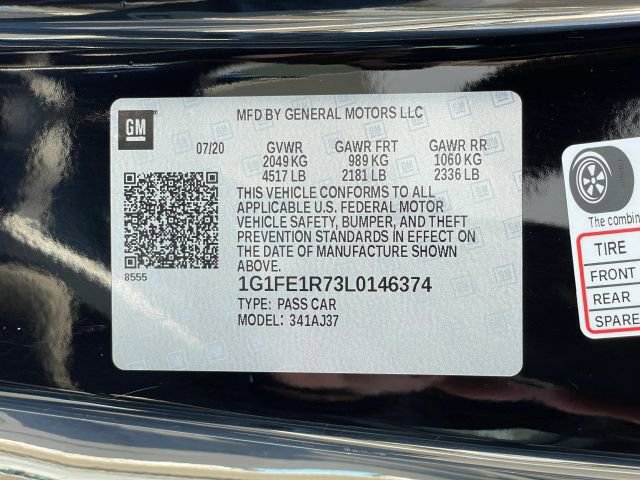 MFD BY GENERAL MOTORS LLC
GM
07/20 GVWR GAWR FRT GAWR RR
2049 KG 989 KG 1060 KG
4517 LB 2181 LB 2336 LB
THIS VEHICLE CONFORMS TO ALL
APPLICABLE U.S. FEDERAL MOTOR
VEHICLE SAFETY, BUMPER, AND THEFT
PREVENTION STANDARDS IN EFFECT ON
THE DATE OF MANUFACTURE SHOWN
ABOVE.
8555
1G1FE1R73L0146374
TYPE: PASS CAR
MODEL: 341AJ37
The combin
TIRE
FRONT
REAR
SPARE